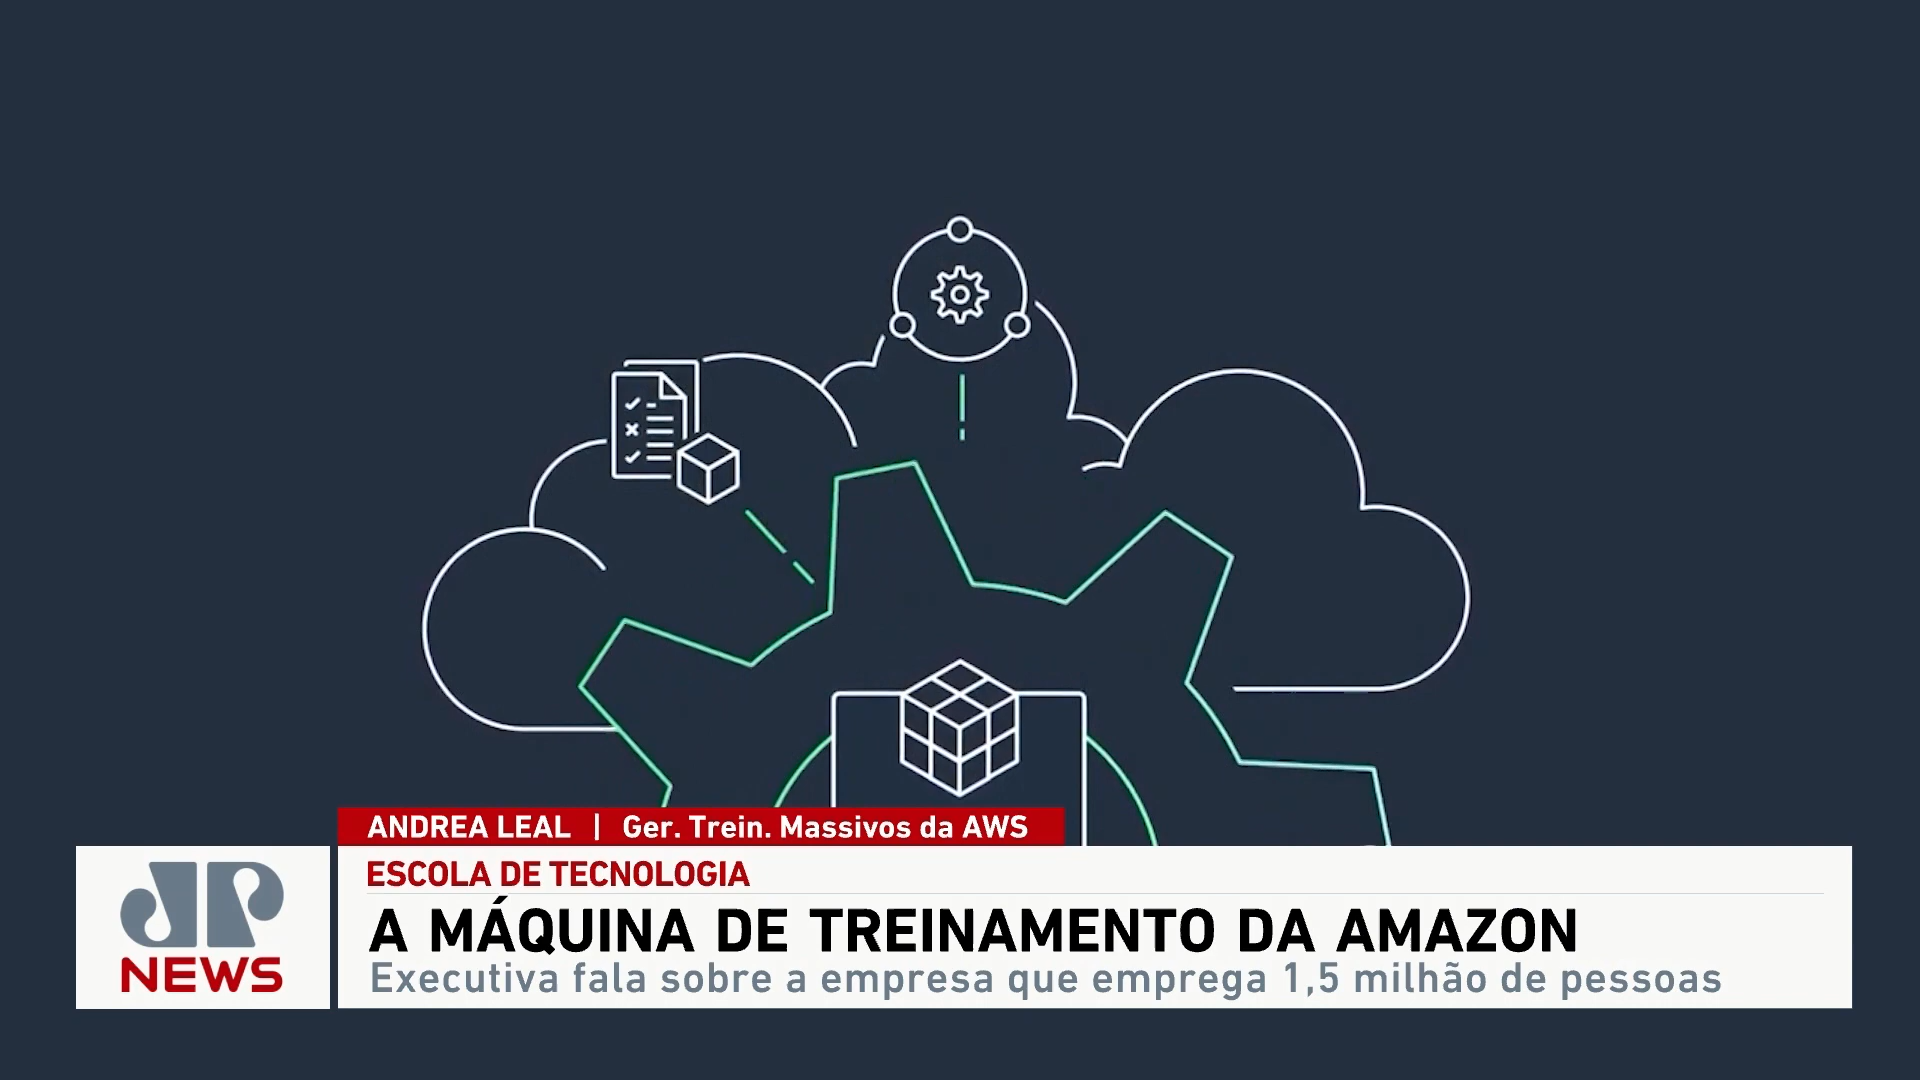 ANDREA LEAL | Ger. Trein. Massivos da AWS
ESCOLA DE TECNOLOGIA
A MÁQUINA DE TREINAMENTO DA AMAZON
Executiva fala sobre a empresa que emprega 1,5 milhão de pessoas
JP
NEWS